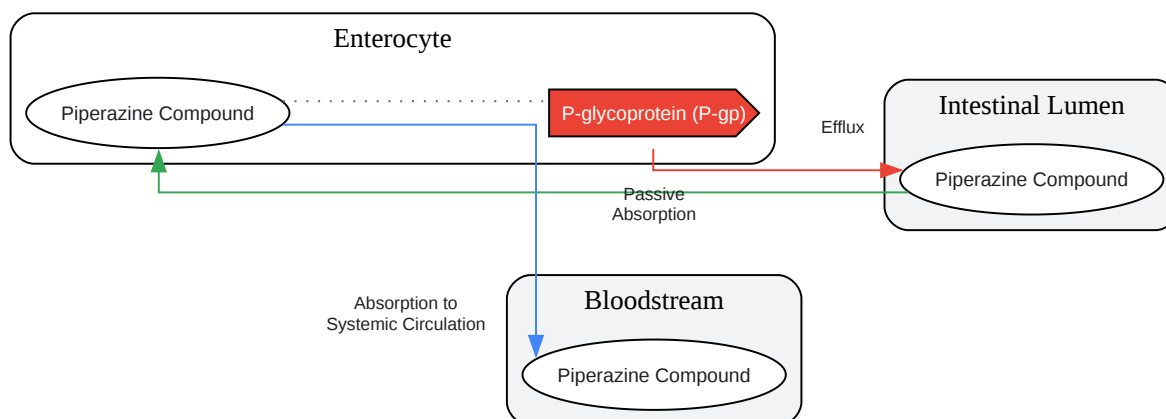 Enterocyte
Piperazine Compound
P-glycoprotein (P-gp)
Efflux
Intestinal Lumen
Piperazine Compound
Passive
Absorption
Absorption to
Systemic Circulation
Bloodstream
Piperazine Compound